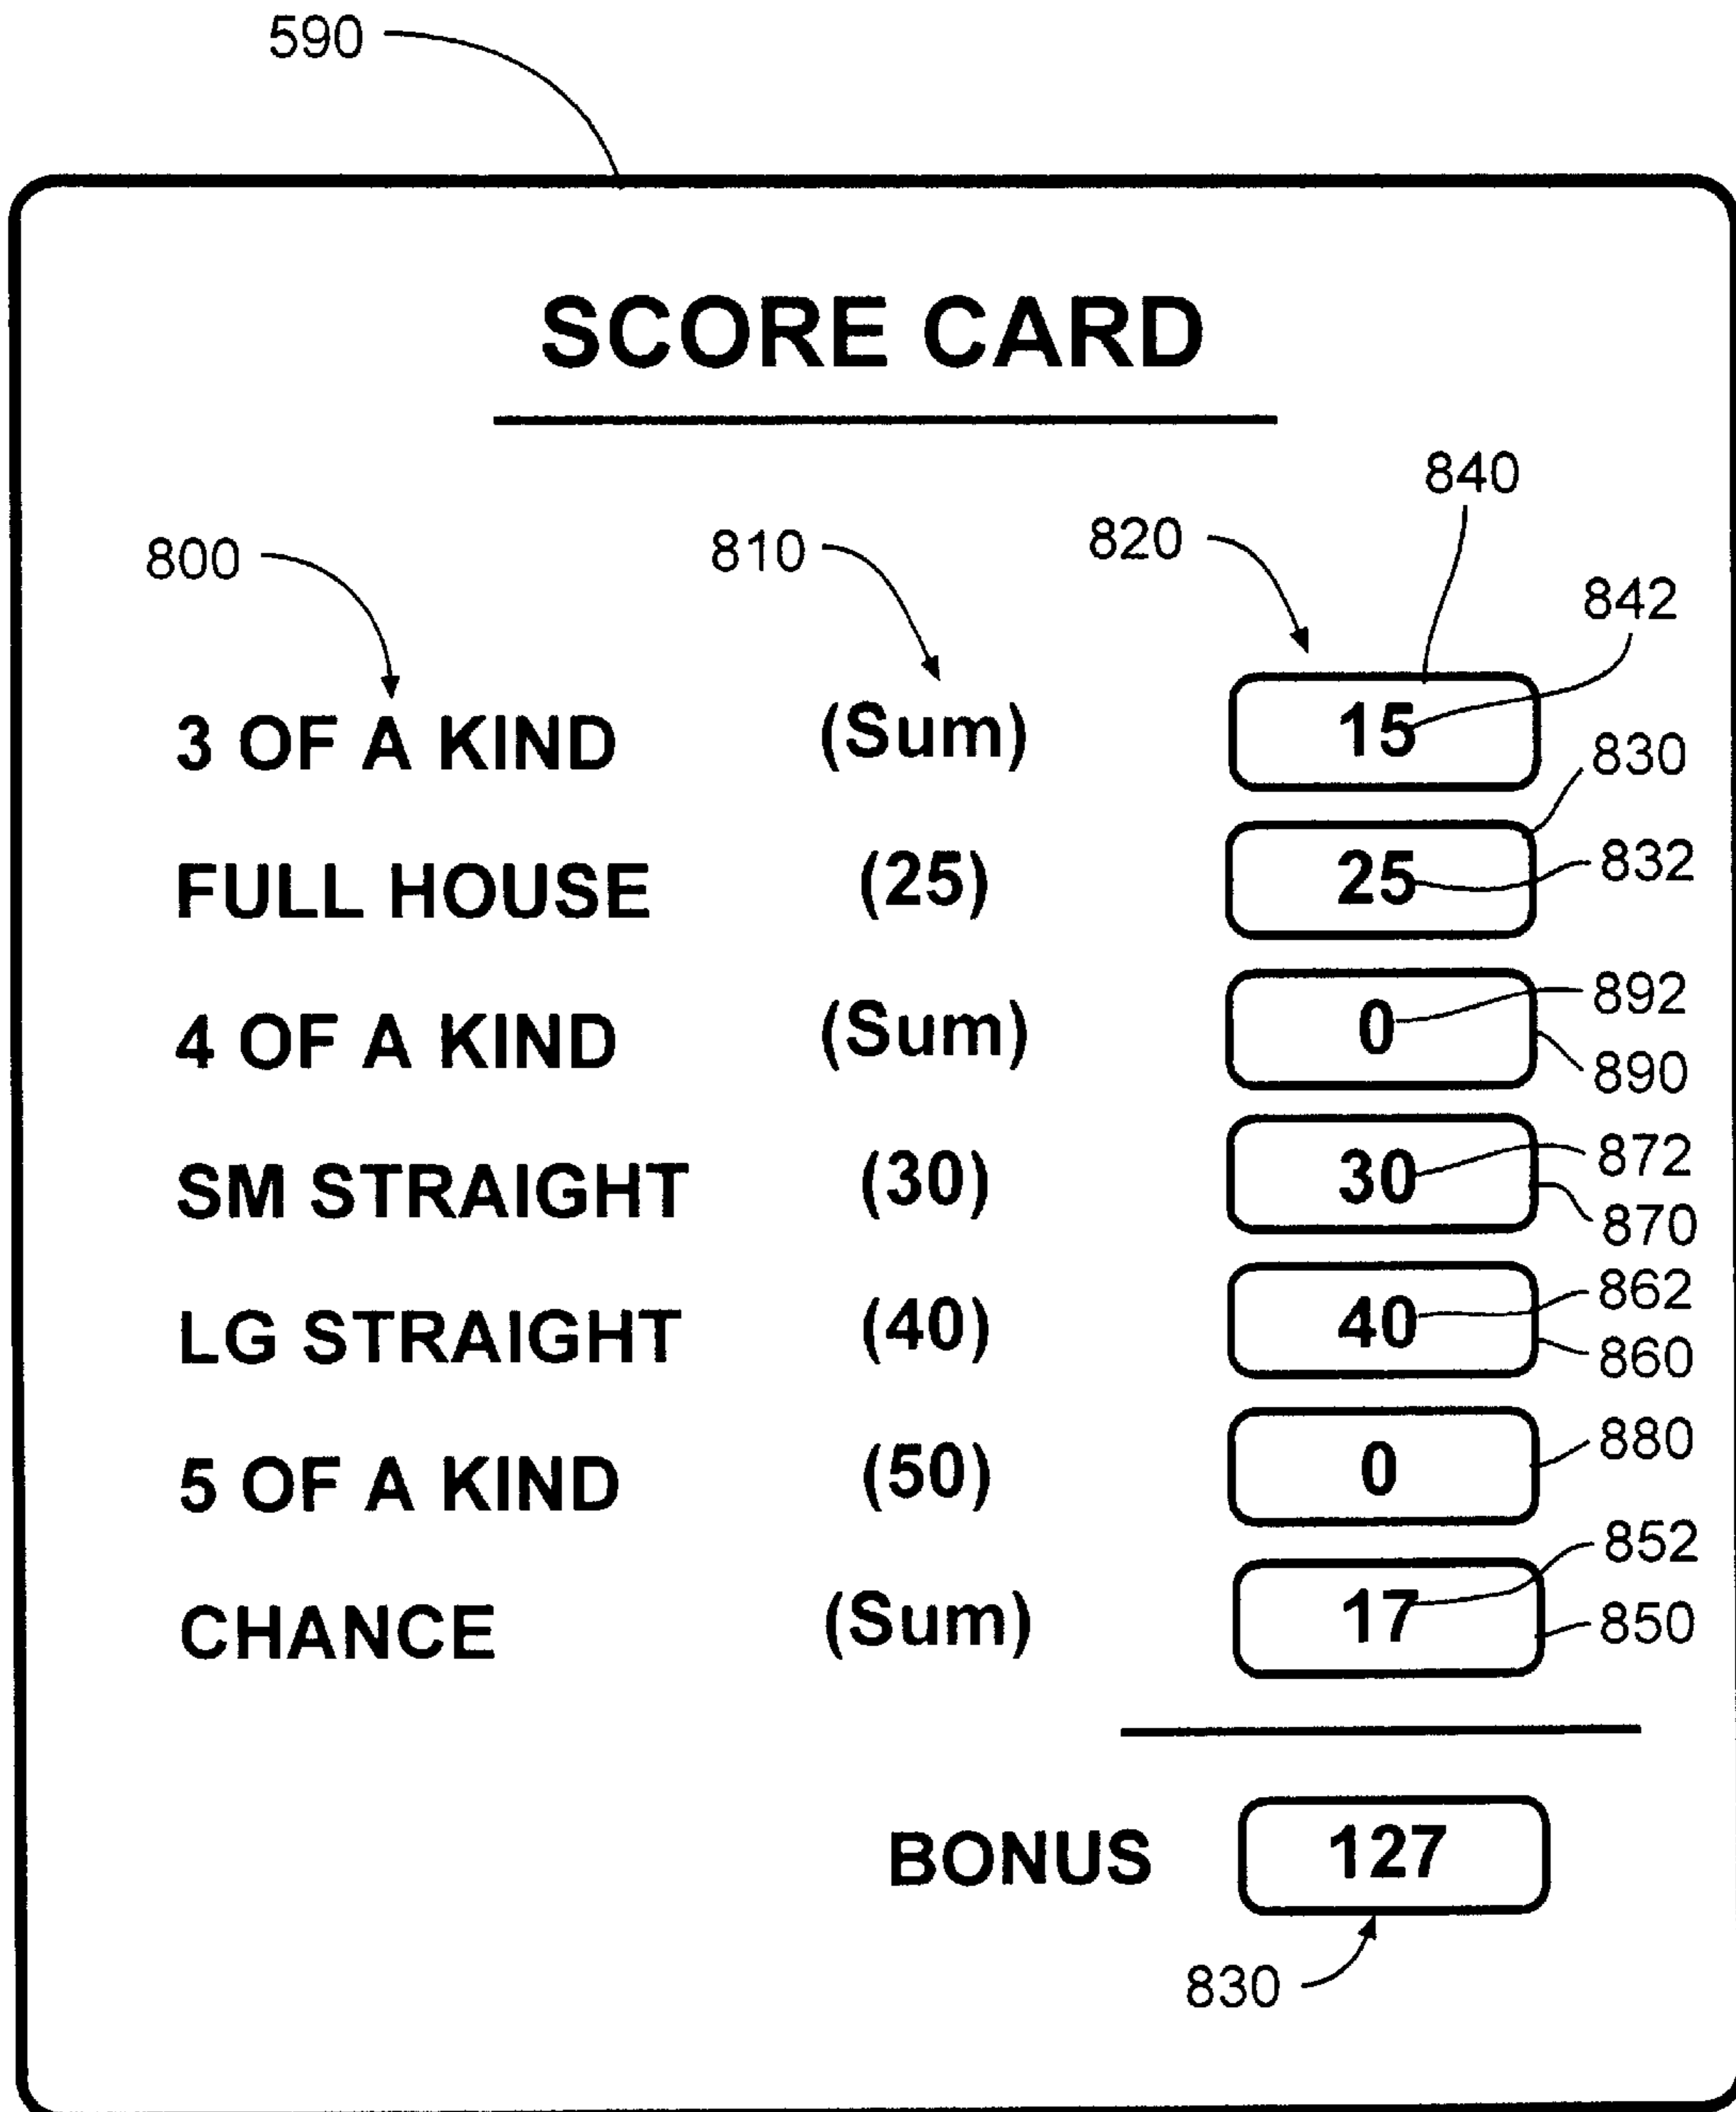 590
SCORE CARD
840
800 810 820
842
3 OF A KIND (Sum) 15
830
FULL HOUSE (25) 25 832
4 OF A KIND (Sum) 0 892
890
SM STRAIGHT (30) 30 872
870
LG STRAIGHT (40) 40 862
860
5 OF A KIND (50) 0 880
852
CHANCE (Sum) 17 850
BONUS 127
830